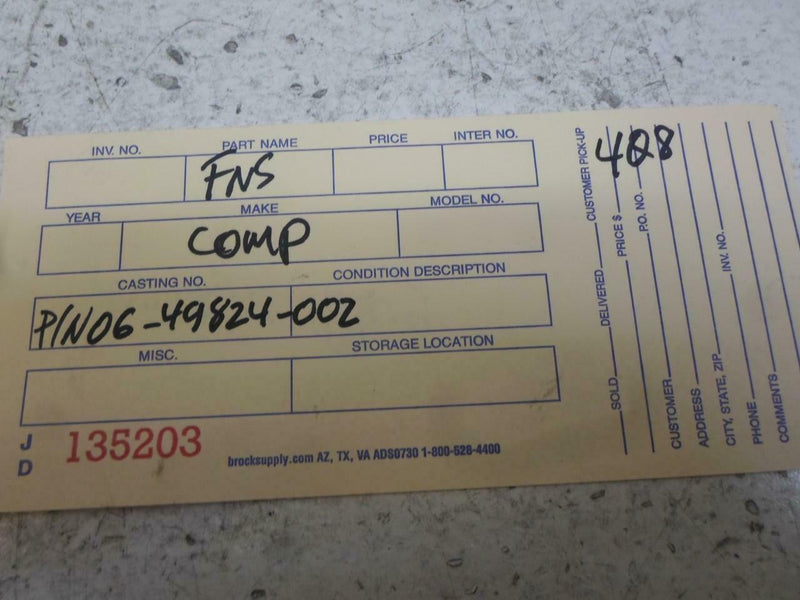 INV. NO. PART NAME PRICE INTER NO.
FNS
YEAR MAKE MODEL NO.
COMP
CASTING NO. CONDITION DESCRIPTION
P/N06-49824-002
MISC. STORAGE LOCATION
J
D
135203
brocksupply.com AZ, TX, VA ADS0730 1-800-528-4400
SOLD DELIVERED CUSTOMER PICK-UP
PRICE $
P.O. NO.
408
CUSTOMER
ADDRESS
CITY, STATE, ZIP INV. NO.
PHONE
COMMENTS